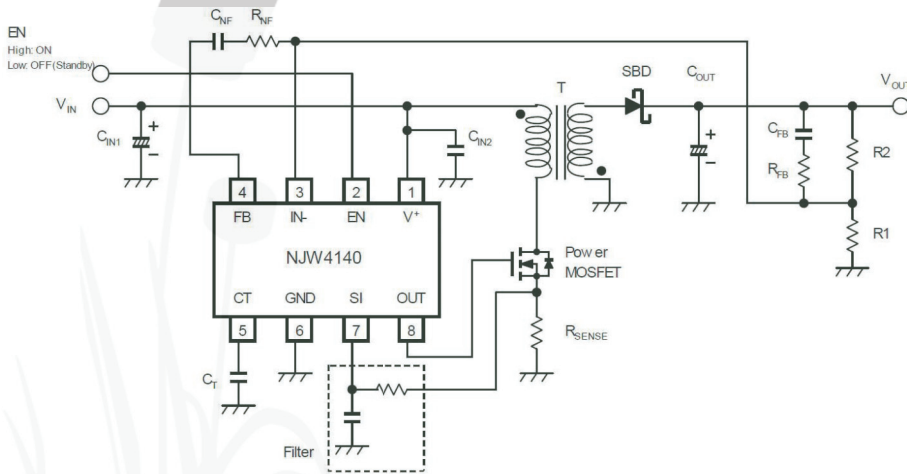 C_NF
R_NF
EN
High: ON
Low: OFF(Standby)
V_IN
C_IN1
+
−
C_IN2
T
SBD
C_OUT
+
−
V_OUT
C_FB
R_FB
R2
R1
4
3
2
1
FB
IN-
EN
V⁺
NJW4140
CT
GND
SI
OUT
5
6
7
8
Power
MOSFET
R_SENSE
C_T
Filter